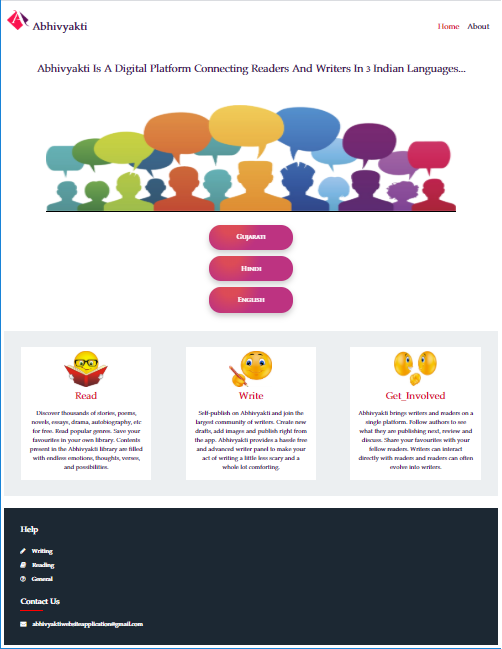 Abhivyakti
Home About
Abhivyakti Is A Digital Platform Connecting Readers And Writers In 3 Indian Languages...
Gujarati
Hindi
English
Read
Discover thousands of stories, poems,
novels, essays, drama, autobiography, etc
for free. Read popular genres. Save your
favourites in your own library. Contents
present in the Abhivyakti library are filled
with endless emotions, thoughts, verses,
and possibilities.
Write
Self-publish on Abhivyakti and join the
largest community of writers. Create new
drafts, add images and publish right from
the app. Abhivyakti provides a hassle free
and advanced writer panel to make your
act of writing a little less scary and a
whole lot comforting.
Get_Involved
Abhivyakti brings writers and readers on a
single platform. Follow authors to see
what they are publishing next, review and
discuss. Share your favourites with your
fellow readers. Writers can interact
directly with readers and readers can often
evolve into writers.
Help
Writing
Reading
General
Contact Us
abhivyaktiwebsiteapplication@gmail.com